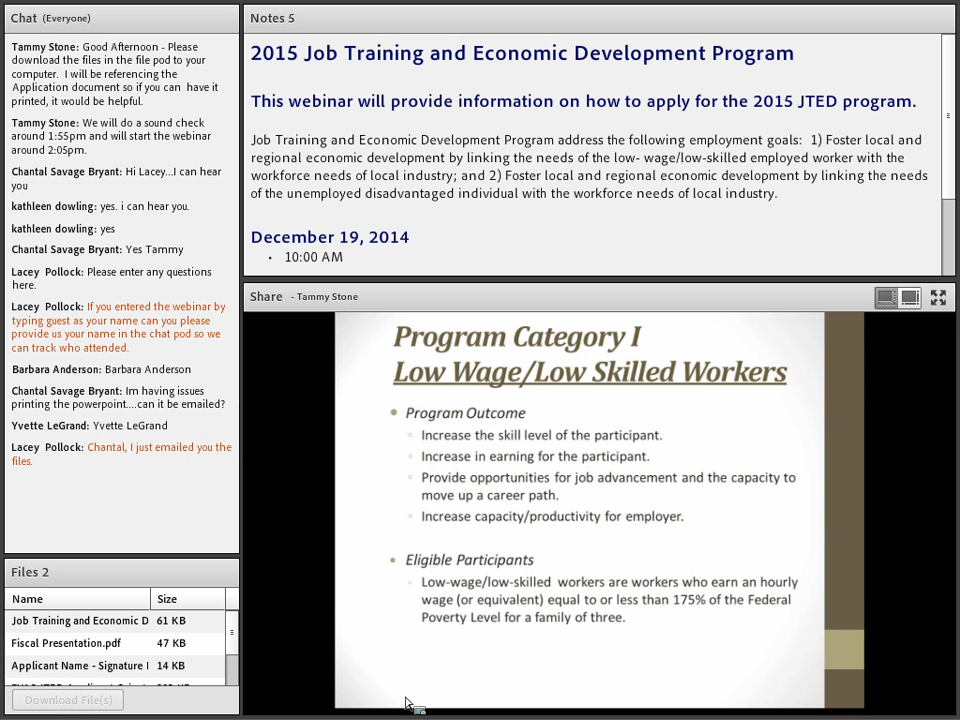 Chat (Everyone)
Tammy Stone: Good Afternoon - Please
download the files in the file pod to your
computer. I will be referencing the
Application document so if you can have it
printed, it would be helpful.
Tammy Stone: We will do a sound check
around 1:55pm and will start the webinar
around 2:05pm.
Chantal Savage Bryant: Hi Lacey...I can hear
you
kathleen dowling: yes. i can hear you.
kathleen dowling: yes
Chantal Savage Bryant: Yes Tammy
Lacey Pollock: Please enter any questions
here.
Lacey Pollock: If you entered the webinar by
typing guest as your name can you please
provide us your name in the chat pod so we
can track who attended.
Barbara Anderson: Barbara Anderson
Chantal Savage Bryant: Im having issues
printing the powerpoint....can it be emailed?
Yvette LeGrand: Yvette LeGrand
Lacey Pollock: Chantal, I just emailed you the
files.
Files 2
Name Size
Job Training and Economic D 61 KB
Fiscal Presentation.pdf 47 KB
Applicant Name - Signature 14 KB
Download File(s)
Notes 5
2015 Job Training and Economic Development Program
This webinar will provide information on how to apply for the 2015 JTED program.
Job Training and Economic Development Program address the following employment goals: 1) Foster local and
regional economic development by linking the needs of the low- wage/low-skilled employed worker with the
workforce needs of local industry; and 2) Foster local and regional economic development by linking the needs
of the unemployed disadvantaged individual with the workforce needs of local industry.
December 19, 2014
• 10:00 AM
Share - Tammy Stone
Program Category I
Low Wage/Low Skilled Workers
• Program Outcome
Increase the skill level of the participant.
Increase in earning for the participant.
Provide opportunities for job advancement and the capacity to
move up a career path.
Increase capacity/productivity for employer.
• Eligible Participants
Low-wage/low-skilled workers are workers who earn an hourly
wage (or equivalent) equal to or less than 175% of the Federal
Poverty Level for a family of three.